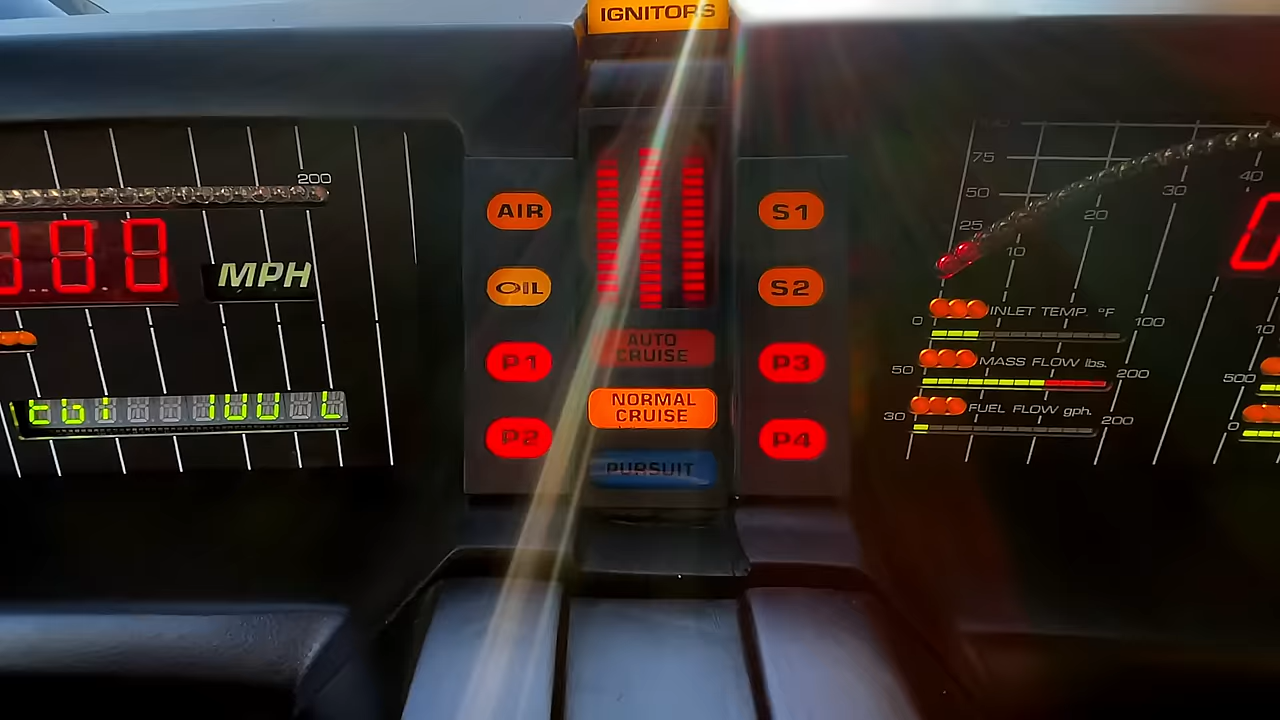 IGNITORS
200
000
MPH
AIR
OIL
P1
P2
AUTO
CRUISE
NORMAL
CRUISE
PURSUIT
S1
S2
P3
P4
75
50
25
10
20
30
40
0 INLET TEMP. °F 100
50 MASS FLOW lbs. 200
30 FUEL FLOW gph. 200
10
500
0